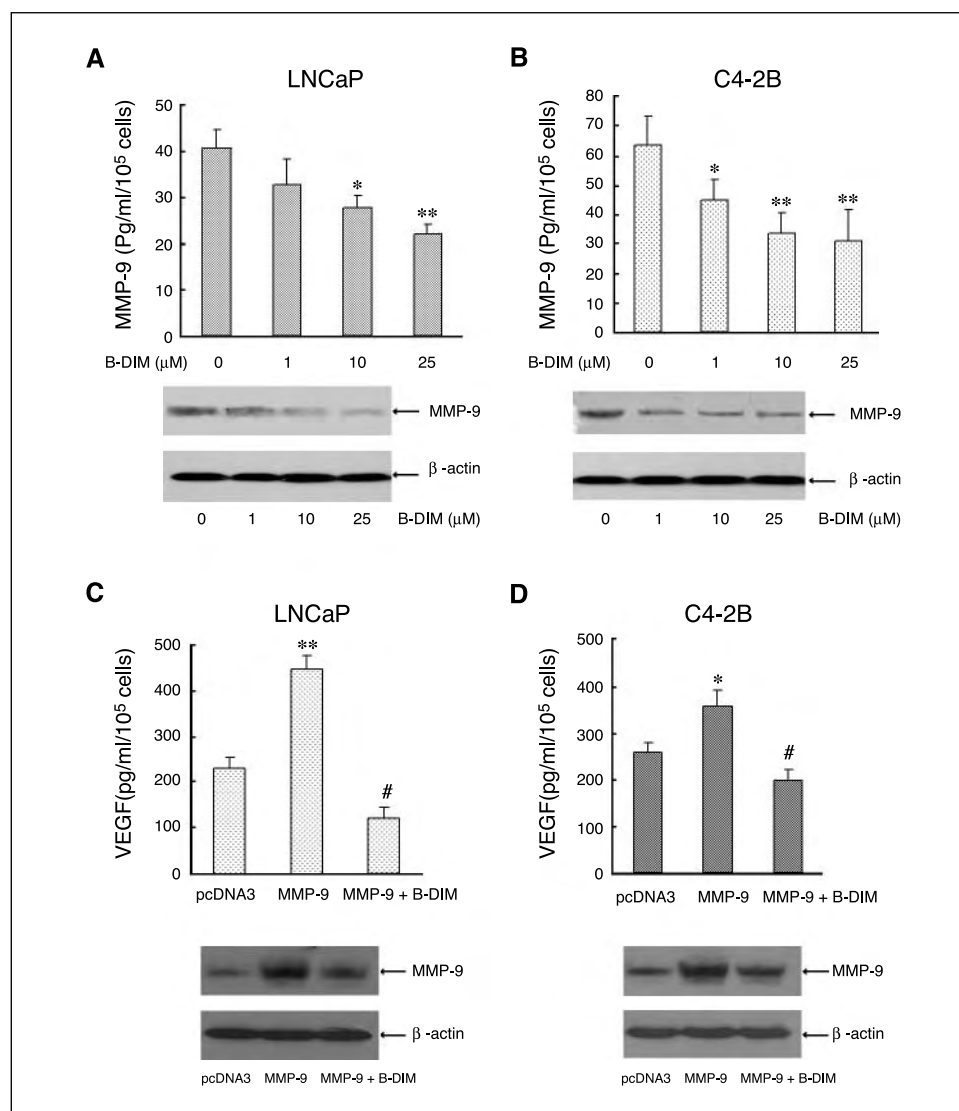 A
LNCaP
MMP-9 (Pg/ml/10⁵ cells)
50
40
30
20
10
0
*
**
B-DIM (μM) 0 1 10 25
MMP-9
β -actin
0 1 10 25 B-DIM (μM)
B
C4-2B
MMP-9 (Pg/ml/10⁵ cells)
80
70
60
50
40
30
20
10
0
*
**
**
B-DIM (μM) 0 1 10 25
MMP-9
β -actin
0 1 10 25 B-DIM (μM)
C
LNCaP
VEGF(pg/ml/10⁵ cells)
500
400
300
200
100
0
**
#
pcDNA3 MMP-9 MMP-9 + B-DIM
MMP-9
β -actin
pcDNA3 MMP-9 MMP-9 + B-DIM
D
C4-2B
VEGF(pg/ml/10⁵ cells)
500
400
300
200
100
0
*
#
pcDNA3 MMP-9 MMP-9 + B-DIM
MMP-9
β -actin
pcDNA3 MMP-9 MMP-9 + B-DIM